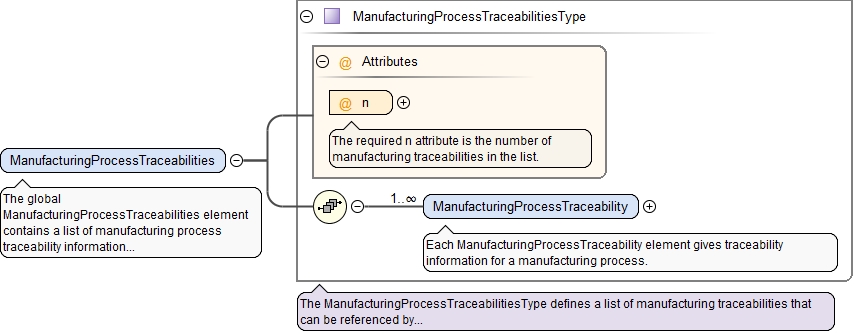 ManufacturingProcessTraceabilitiesType
@ Attributes
@ n
The required n attribute is the number of
manufacturing traceabilities in the list.
ManufacturingProcessTraceabilities
The global
ManufacturingProcessTraceabilities element
contains a list of manufacturing process
traceability information...
1..∞
ManufacturingProcessTraceability
Each ManufacturingProcessTraceability element gives traceability
information for a manufacturing process.
The ManufacturingProcessTraceabilitiesType defines a list of manufacturing traceabilities that
can be referenced by...